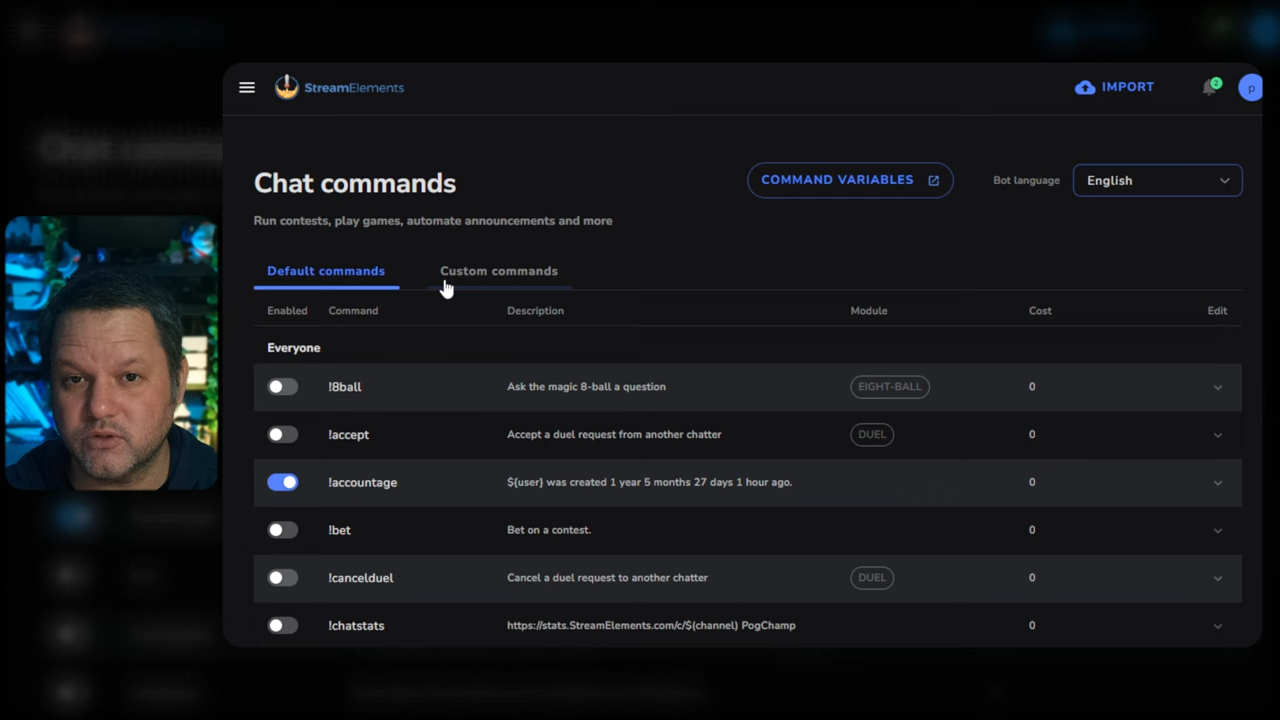 StreamElements
IMPORT
2
p
Chat commands
COMMAND VARIABLES
Bot language
English
Run contests, play games, automate announcements and more
Default commands
Custom commands
Enabled Command Description Module Cost Edit
Everyone
!8ball Ask the magic 8-ball a question EIGHT-BALL 0
!accept Accept a duel request from another chatter DUEL 0
!accountage ${user} was created 1 year 5 months 27 days 1 hour ago. 0
!bet Bet on a contest. 0
!cancelduel Cancel a duel request to another chatter DUEL 0
!chatstats https://stats.StreamElements.com/c/${channel} PogChamp 0